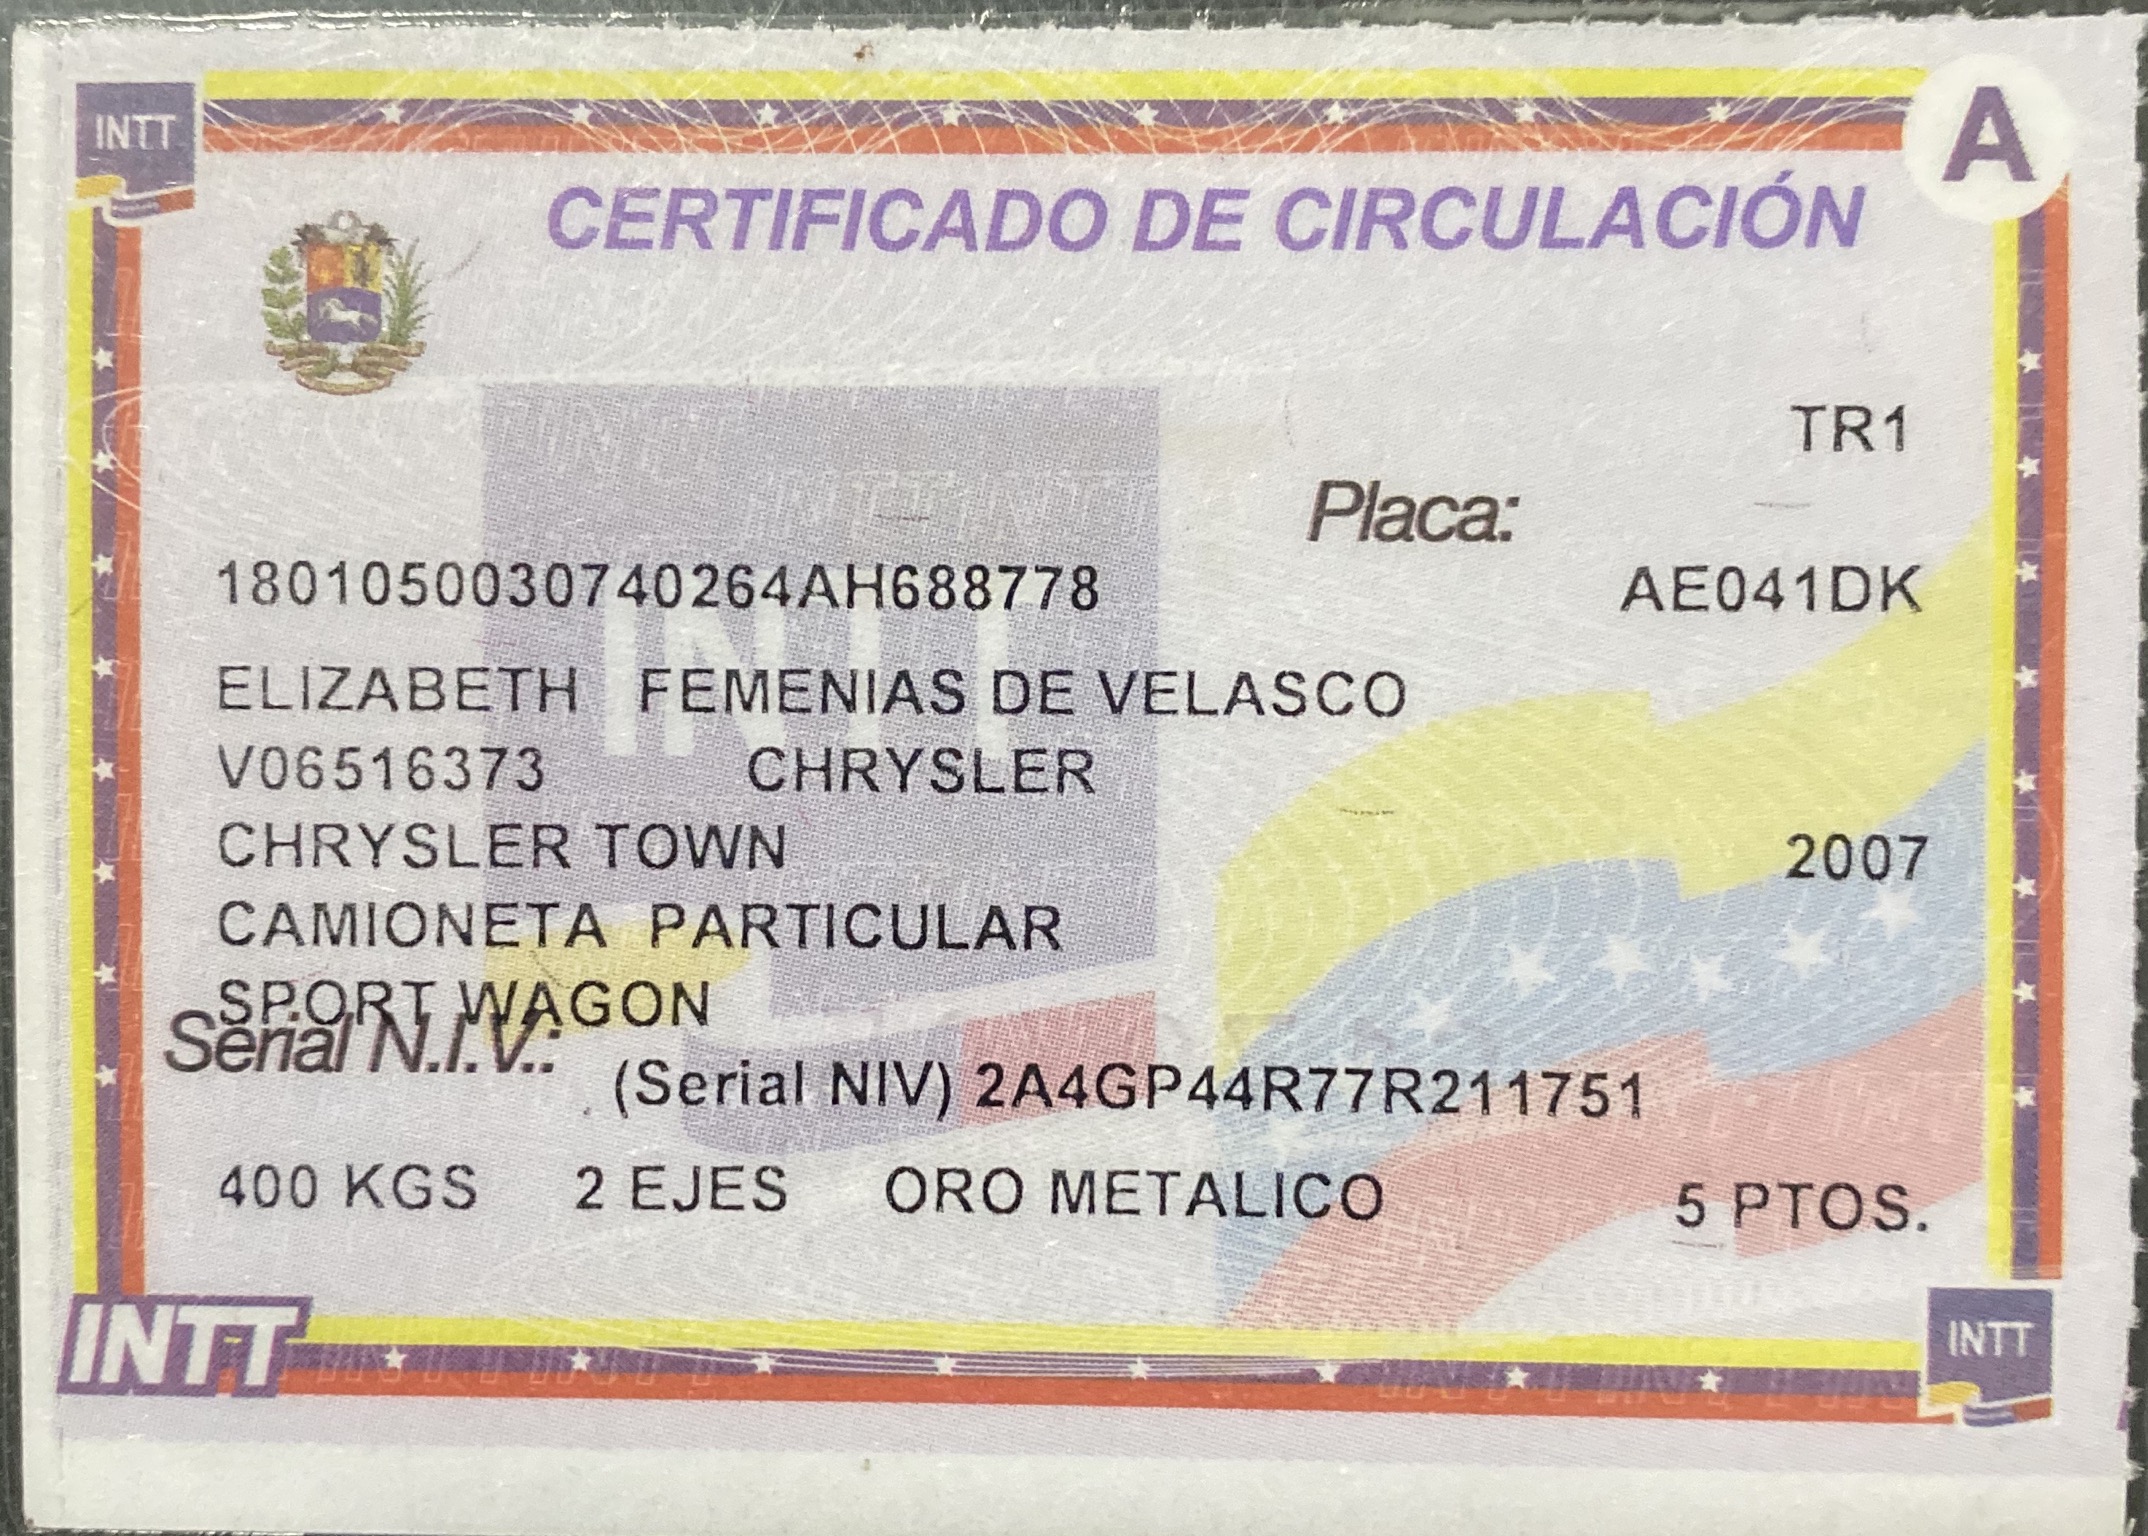 INTT
A
CERTIFICADO DE CIRCULACIÓN
TR1
Placa:
1801050030740264AH688778 AE041DK
ELIZABETH FEMENIAS DE VELASCO
V06516373 CHRYSLER
CHRYSLER TOWN 2007
CAMIONETA PARTICULAR
SPORT WAGON
Serial N.I.V.:
(Serial NIV) 2A4GP44R77R211751
400 KGS 2 EJES ORO METALICO 5 PTOS.
INTT
INTT
INTT